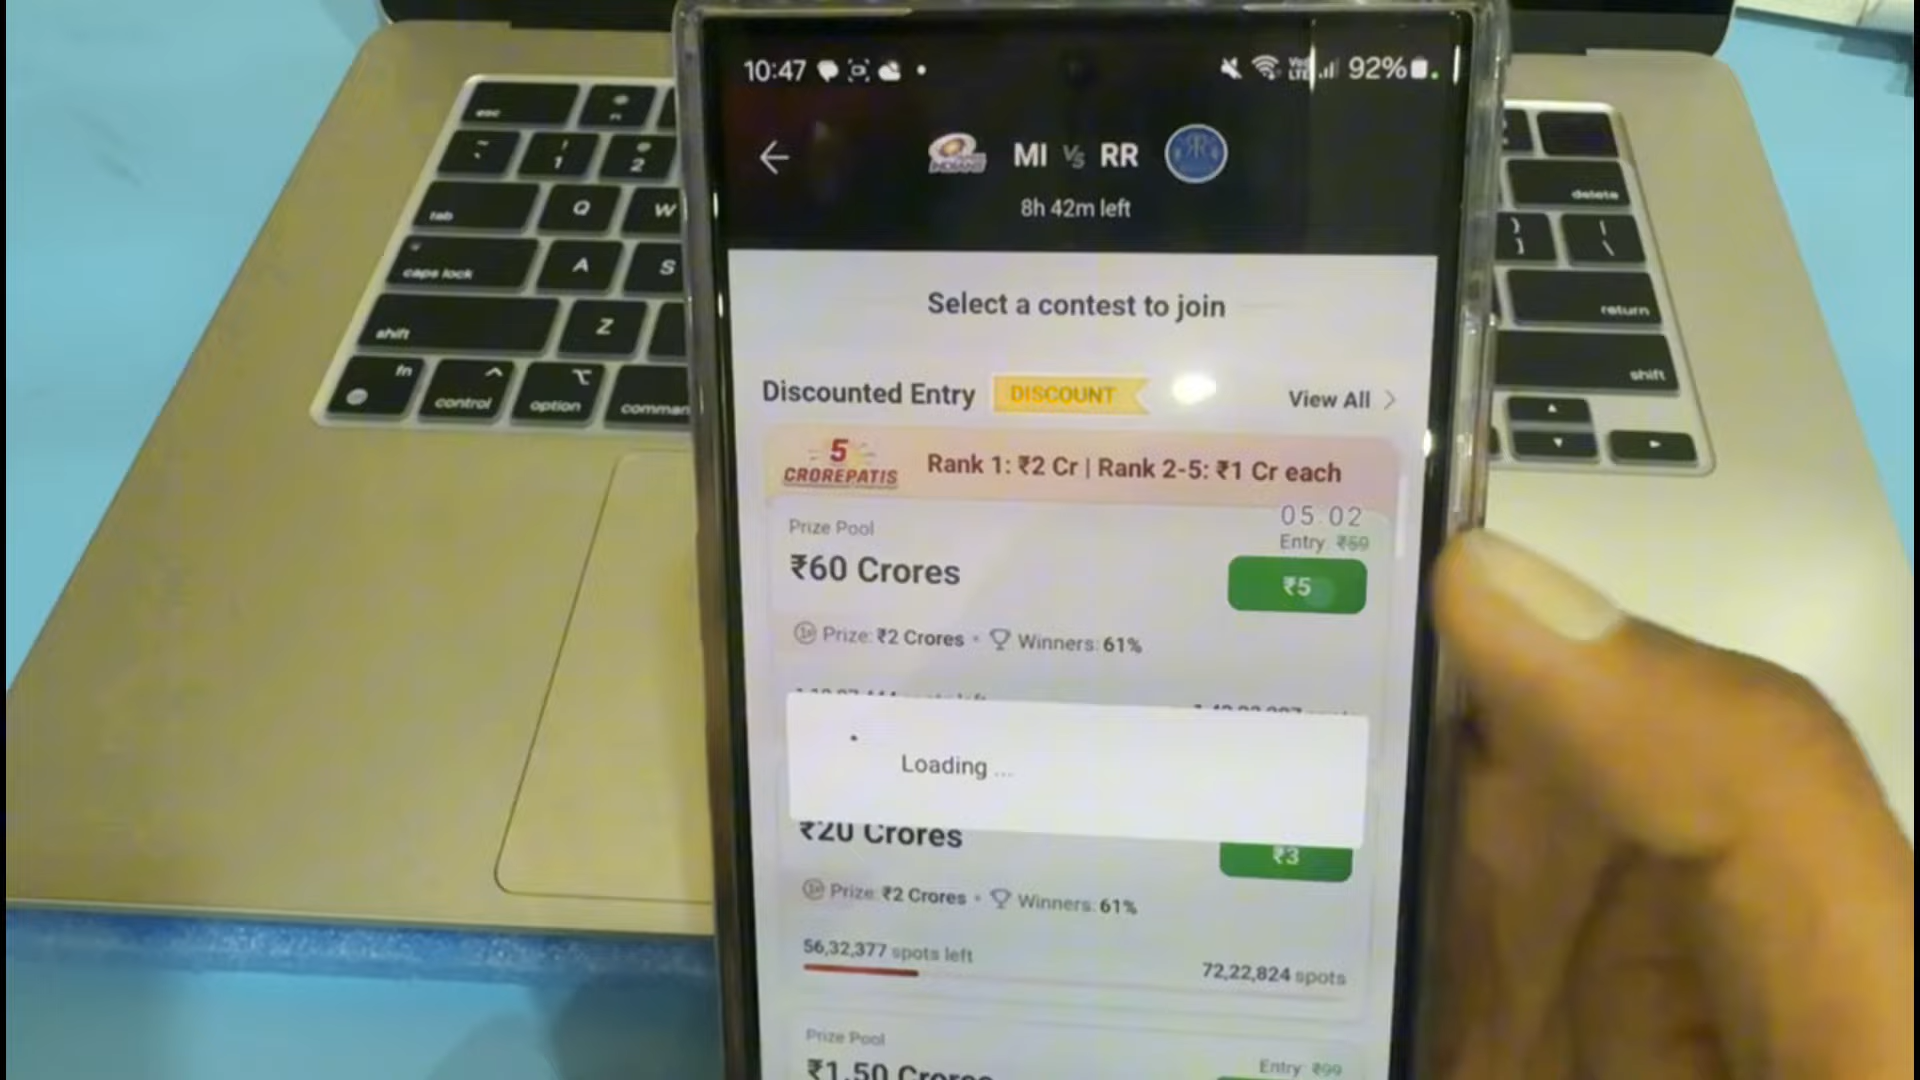 10:47
VoLTE 92%
MI Vs RR
8h 42m left
Select a contest to join
Discounted Entry DISCOUNT View All
5 CROREPATIS
Rank 1: ₹2 Cr | Rank 2-5: ₹1 Cr each
05 02
Prize Pool
Entry ₹59
₹60 Crores
₹5
Prize: ₹2 Crores • Winners: 61%
Loading ...
₹20 Crores
₹3
Prize: ₹2 Crores • Winners: 61%
56,32,377 spots left
72,22,824 spots
Prize Pool
Entry: ₹99
₹1.50 Crores
esc
~
`
!
1
@
2
tab
Q
W
caps lock
A
S
shift
Z
fn
control
option
delete
}
]
|
\
return
shift